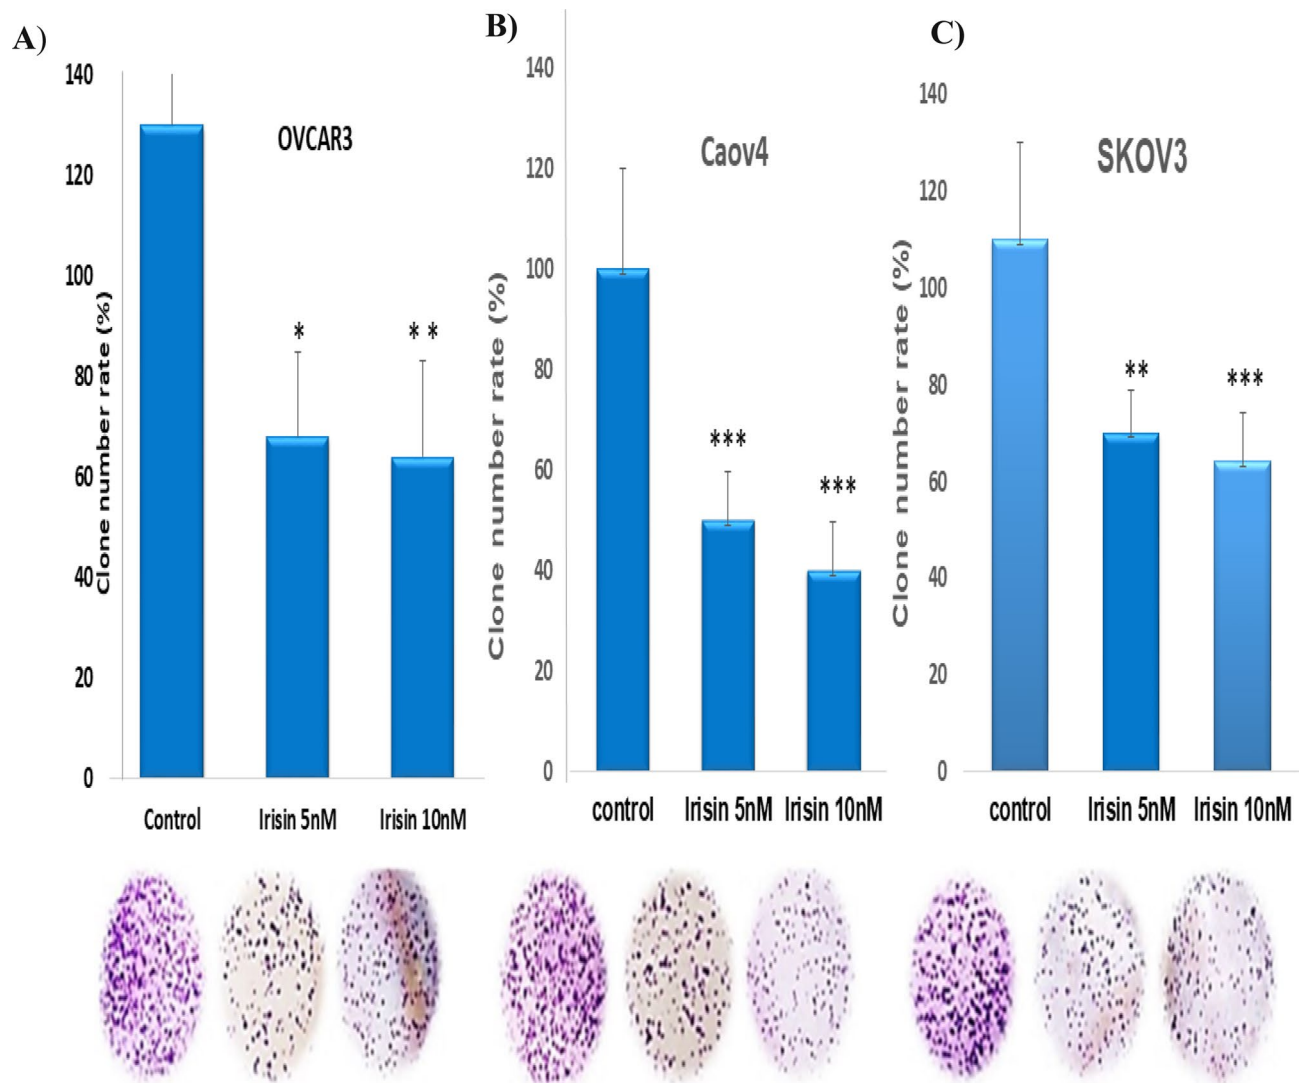 A)
OVCAR3
Clone number rate (%)
140
120
100
80
60
40
20
0
*
* *
Control
Irisin 5nM
Irisin 10nM
B)
Caov4
Clone number rate (%)
140
120
100
80
60
40
20
0
***
***
control
Irisin 5nM
Irisin 10nM
C)
SKOV3
Clone number rate (%)
140
120
100
80
60
40
20
0
**
***
control
Irisin 5nM
Irisin 10nM